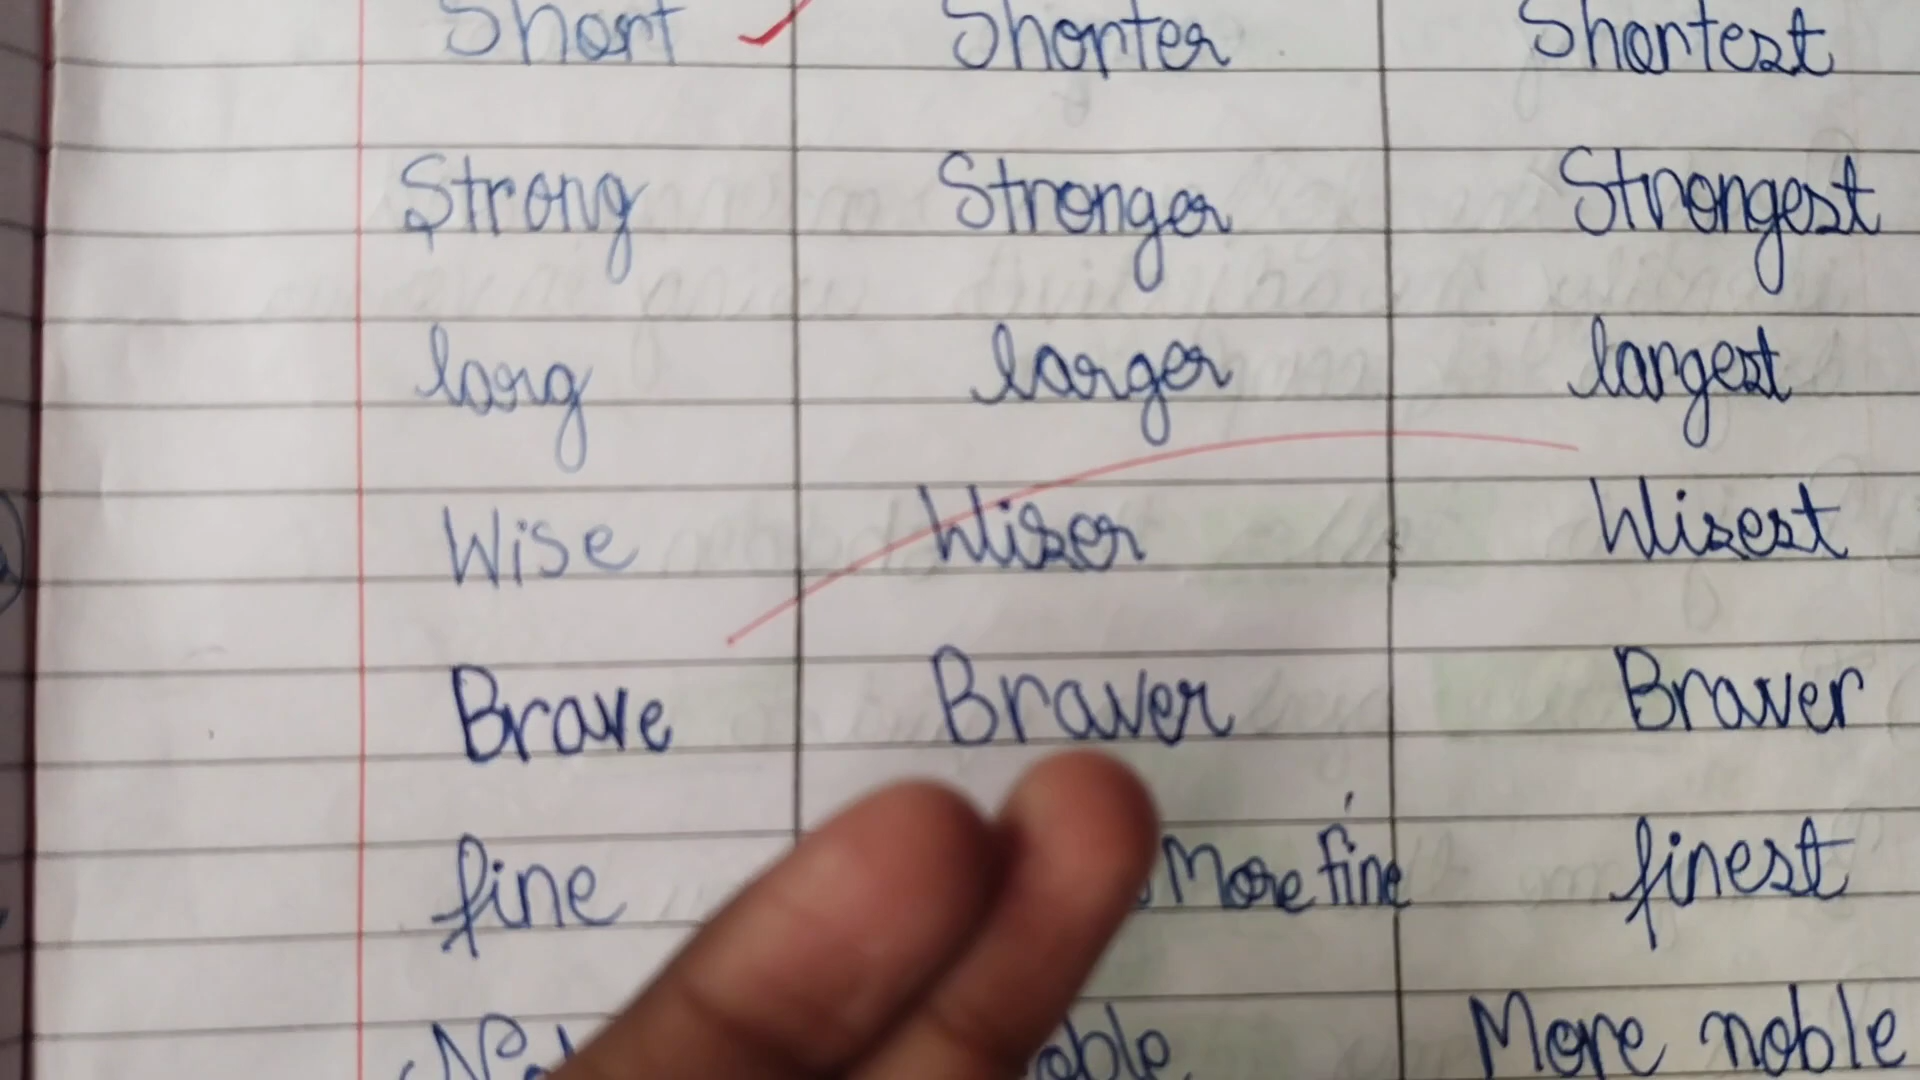 Short Shorter Shortest
Strong Stronger Strongest
larg larger largest
Wise Wiser Wisest
Brave Braver Braver
fine More fine finest
More noble